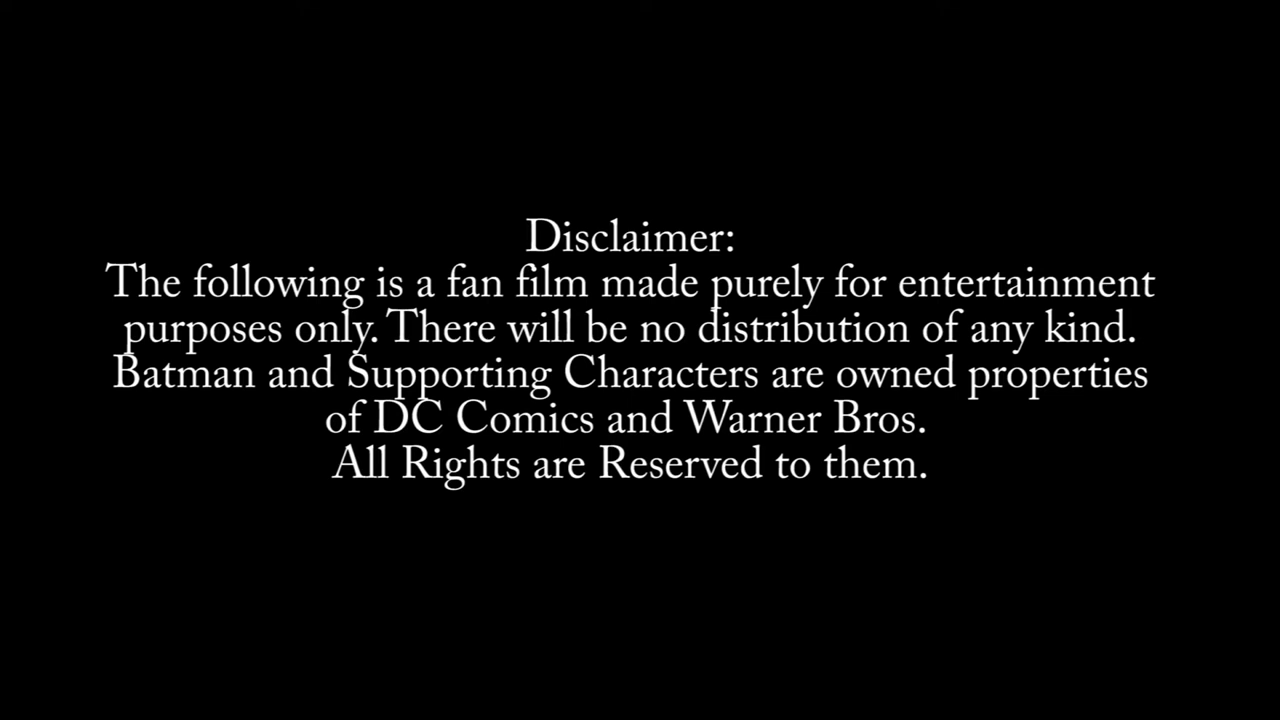 Disclaimer:
The following is a fan film made purely for entertainment
purposes only. There will be no distribution of any kind.
Batman and Supporting Characters are owned properties
of DC Comics and Warner Bros.
All Rights are Reserved to them.